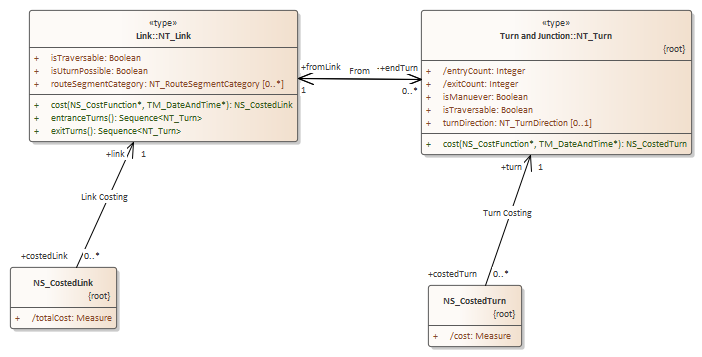 «type»
Link::NT_Link
+ isTraversable: Boolean
+ isUturnPossible: Boolean
+ routeSegmentCategory: NT_RouteSegmentCategory [0..*]
+ cost(NS_CostFunction*, TM_DateAndTime*): NS_CostedLink
+ entranceTurns(): Sequence<NT_Turn>
+ exitTurns(): Sequence<NT_Turn>
+fromLink
From
-+endTurn
1
0..*
«type»
Turn and Junction::NT_Turn
{root}
+ /entryCount: Integer
+ /exitCount: Integer
+ isManuever: Boolean
+ isTraversable: Boolean
+ turnDirection: NT_TurnDirection [0..1]
+ cost(NS_CostFunction*, TM_DateAndTime*): NS_CostedTurn
+link
1
Link Costing
+costedLink
0..*
NS_CostedLink
{root}
+ /totalCost: Measure
+turn
1
Turn Costing
+costedTurn
0..*
NS_CostedTurn
{root}
+ /cost: Measure